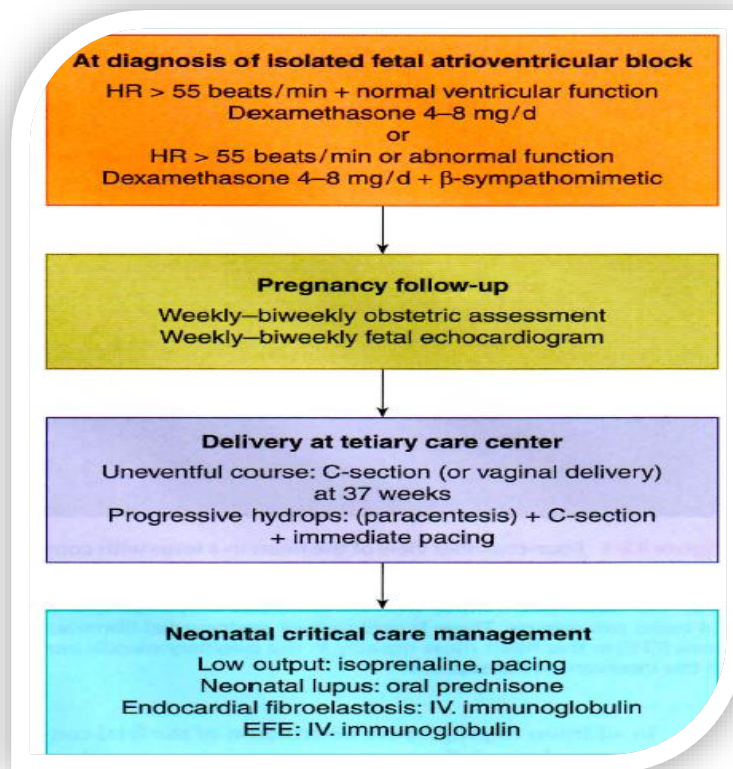 At diagnosis of isolated fetal atrioventricular block
HR > 55 beats/min + normal ventricular function
Dexamethasone 4–8 mg/d
or
HR > 55 beats/min or abnormal function
Dexamethasone 4–8 mg/d + β-sympathomimetic
Pregnancy follow-up
Weekly–biweekly obstetric assessment
Weekly–biweekly fetal echocardiogram
Delivery at tetiary care center
Uneventful course: C-section (or vaginal delivery)
at 37 weeks
Progressive hydrops: (paracentesis) + C-section
+ immediate pacing
Neonatal critical care management
Low output: isoprenaline, pacing
Neonatal lupus: oral prednisone
Endocardial fibroelastosis: IV. immunoglobulin
EFE: IV. immunoglobulin